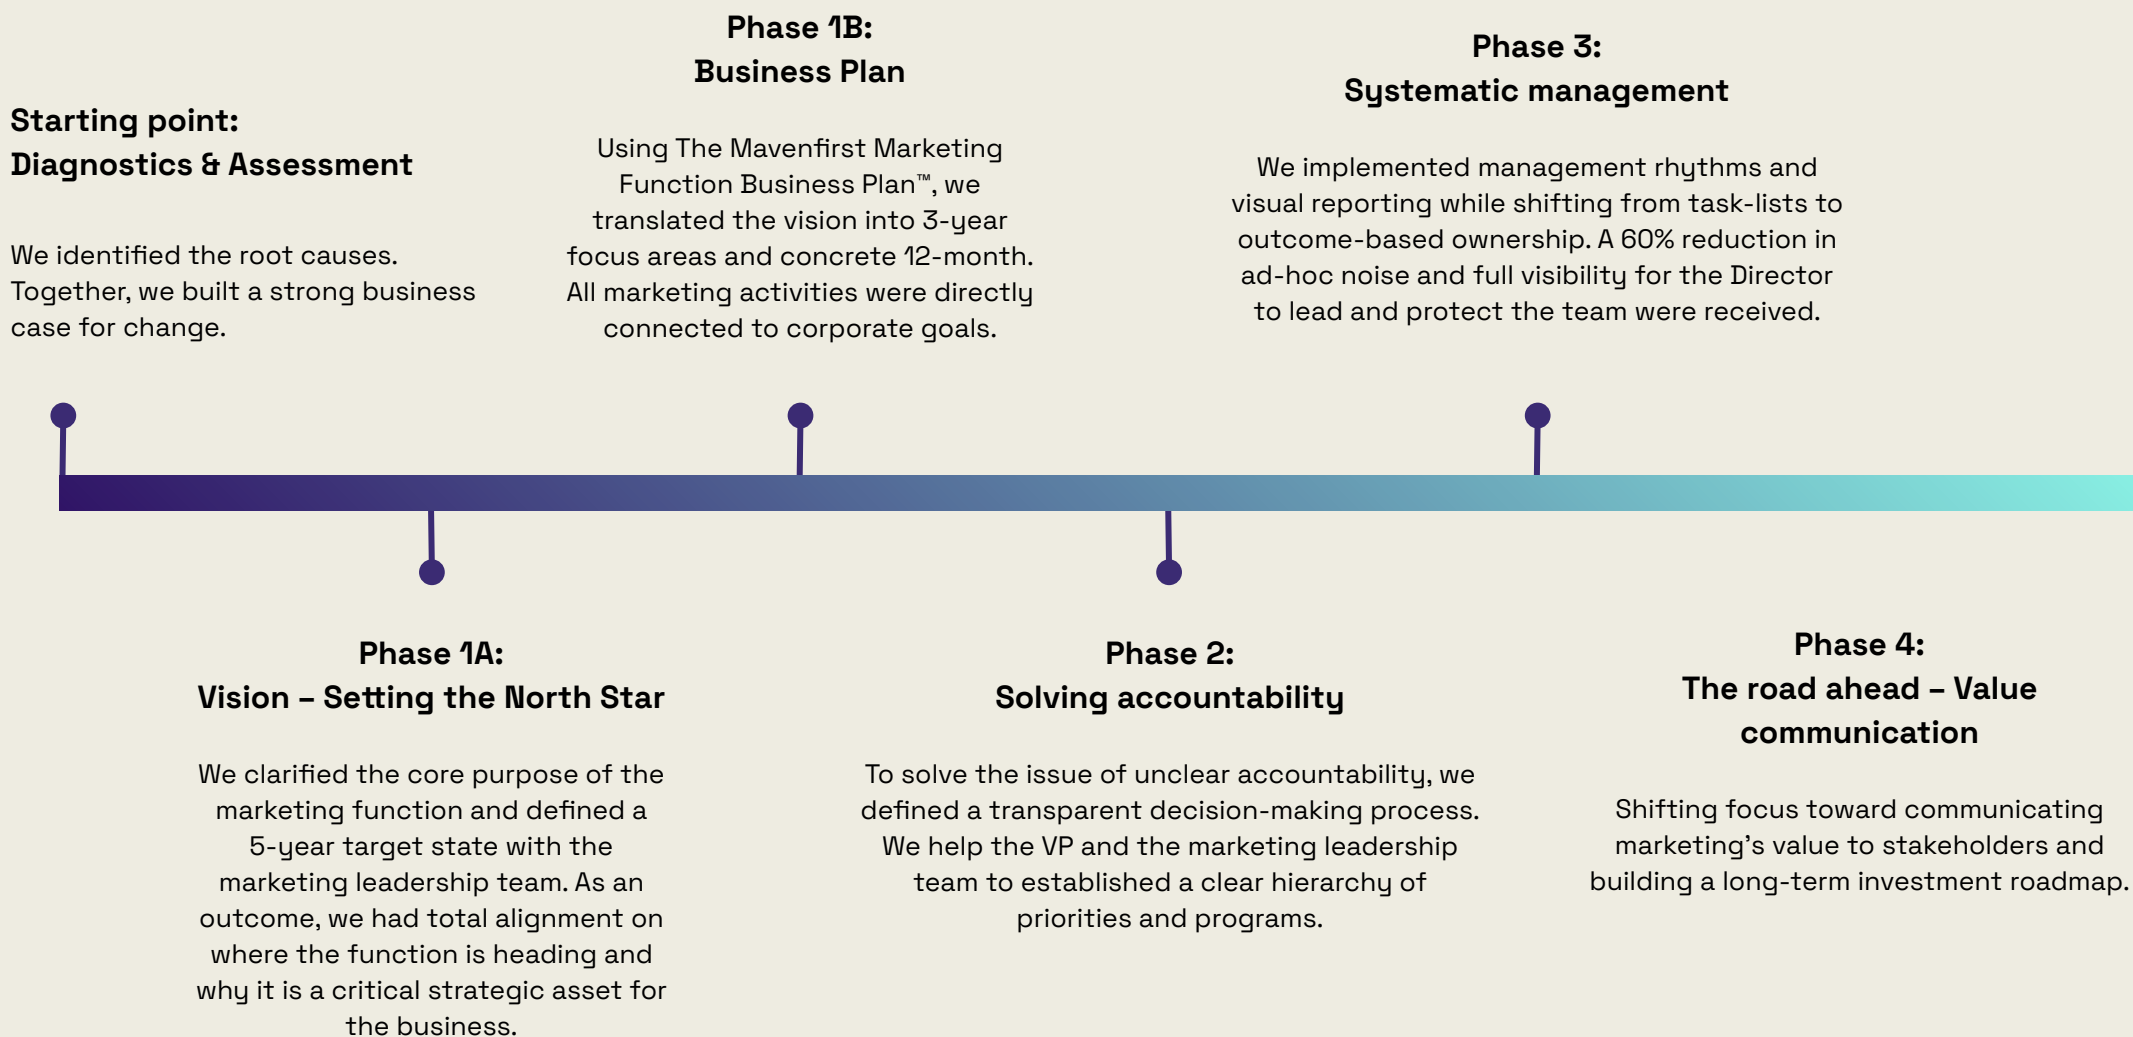 Starting point:
Diagnostics & Assessment
We identified the root causes.
Together, we built a strong business
case for change.
Phase 1A:
Vision – Setting the North Star
We clarified the core purpose of the
marketing function and defined a
5-year target state with the
marketing leadership team. As an
outcome, we had total alignment on
where the function is heading and
why it is a critical strategic asset for
the business.
Phase 1B:
Business Plan
Using The Mavenfirst Marketing
Function Business Plan™, we
translated the vision into 3-year
focus areas and concrete 12-month.
All marketing activities were directly
connected to corporate goals.
Phase 2:
Solving accountability
To solve the issue of unclear accountability, we
defined a transparent decision-making process.
We help the VP and the marketing leadership
team to established a clear hierarchy of
priorities and programs.
Phase 3:
Systematic management
We implemented management rhythms and
visual reporting while shifting from task-lists to
outcome-based ownership. A 60% reduction in
ad-hoc noise and full visibility for the Director
to lead and protect the team were received.
Phase 4:
The road ahead – Value
communication
Shifting focus toward communicating
marketing's value to stakeholders and
building a long-term investment roadmap.